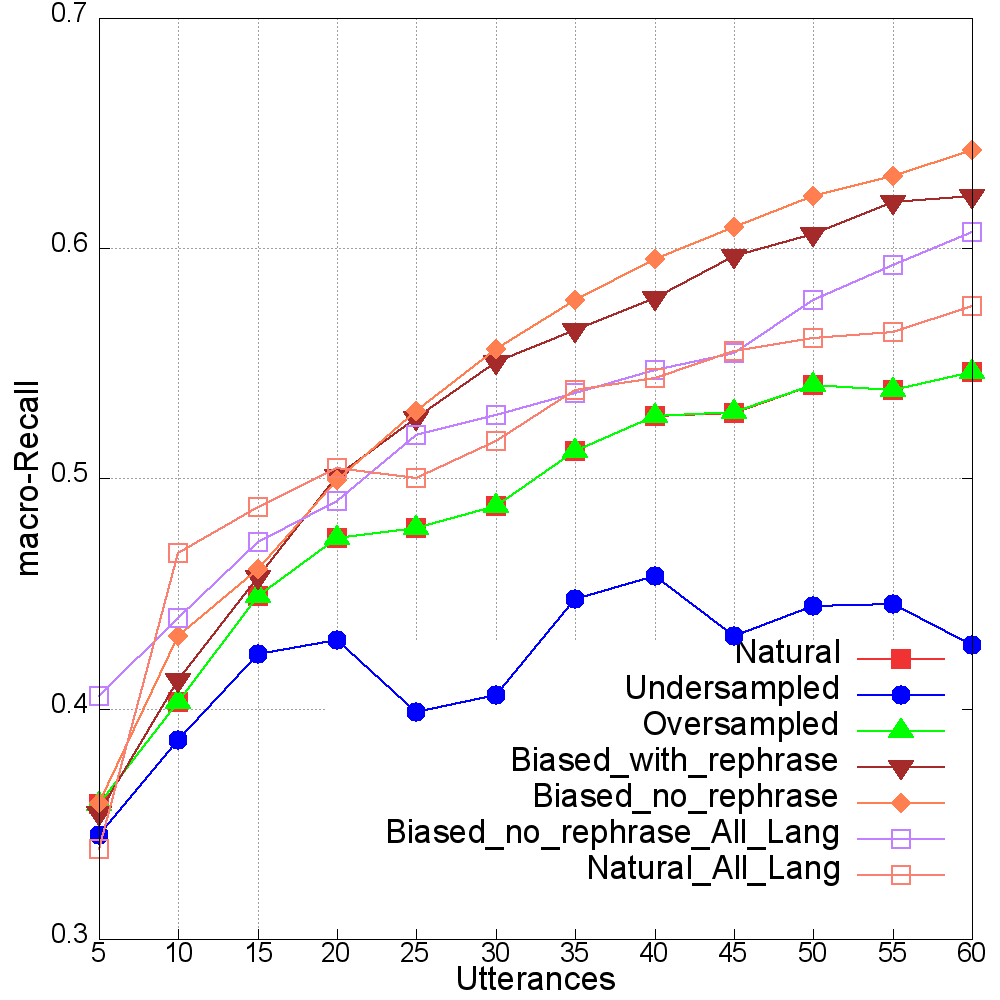 0.7
0.6
0.5
0.4
0.3
macro-Recall
Natural
Undersampled
Oversampled
Biased_with_rephrase
Biased_no_rephrase
Biased_no_rephrase_All_Lang
Natural_All_Lang
5 10 15 20 25 30 35 40 45 50 55 60
Utterances